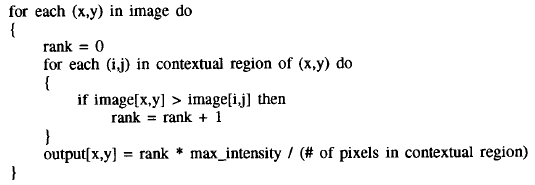 for each (x,y) in image do
{
rank = 0
for each (i,j) in contextual region of (x,y) do
{
if image[x,y] > image[i,j] then
rank = rank + 1
}
output[x,y] = rank * max_intensity / (# of pixels in contextual region)
}